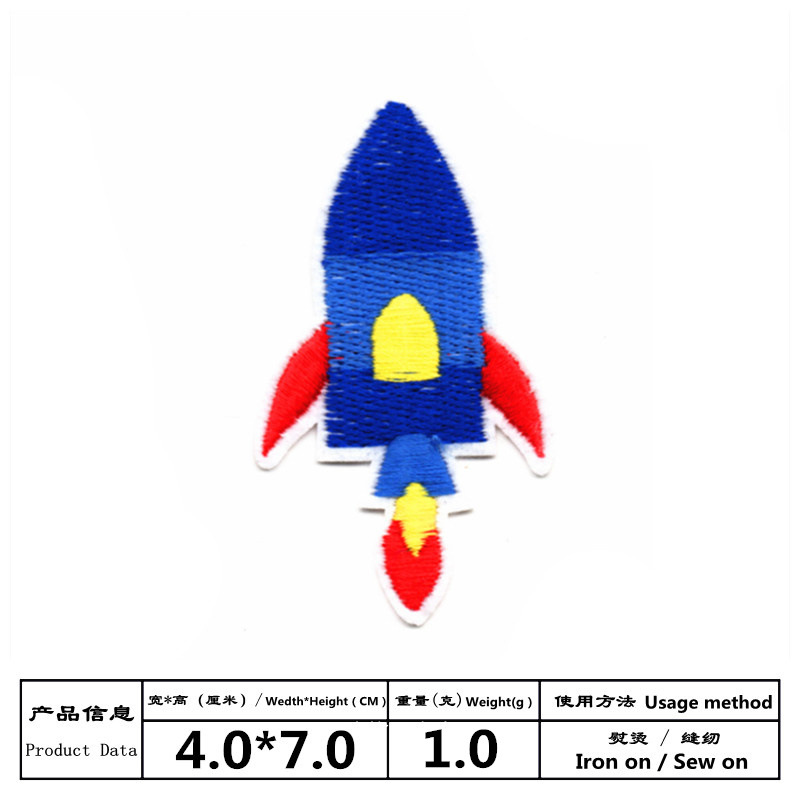 产品信息
Product Data
宽*高（厘米）/ Wedth*Height ( CM )
4.0*7.0
重量(克) Weight(g )
1.0
使用方法 Usage method
熨烫 / 缝纫
Iron on / Sew on